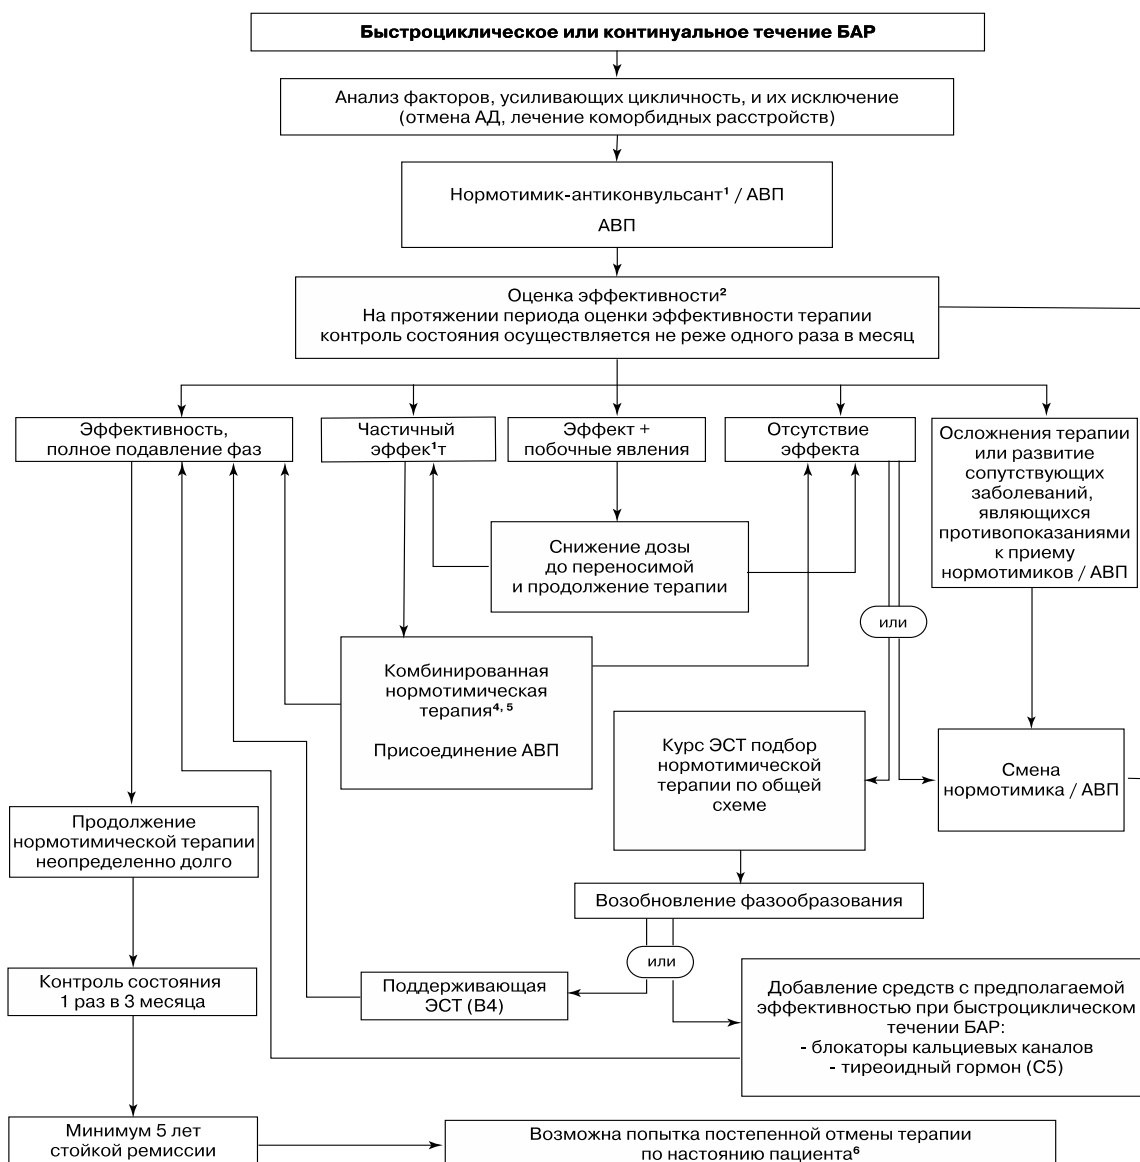 Быстроциклическое или континуальное течение БАР
Анализ факторов, усиливающих цикличность, и их исключение
(отмена АД, лечение коморбидных расстройств)
Нормотимик-антиконвульсант¹ / АВП
АВП
Оценка эффективности²
На протяжении периода оценки эффективности терапии
контроль состояния осуществляется не реже одного раза в месяц
Эффективность,
полное подавление фаз
Частичный
эффек¹т
Эффект +
побочные явления
Отсутствие
эффекта
Осложнения терапии
или развитие
сопутствующих
заболеваний,
являющихся
противопоказаниями
к приему
нормотимиков / АВП
Снижение дозы
до переносимой
и продолжение терапии
или
Комбинированная
нормотимическая
терапия⁴, ⁵
Присоединение АВП
Курс ЭСТ подбор
нормотимической
терапии по общей
схеме
Смена
нормотимика / АВП
Продолжение
нормотимической терапии
неопределенно долго
Возобновление фазообразования
или
Контроль состояния
1 раз в 3 месяца
Поддерживающая
ЭСТ (В4)
Добавление средств с предполагаемой
эффективностью при быстроциклическом
течении БАР:
- блокаторы кальциевых каналов
- тиреоидный гормон (С5)
Минимум 5 лет
стойкой ремиссии
Возможна попытка постепенной отмены терапии
по настоянию пациента⁶